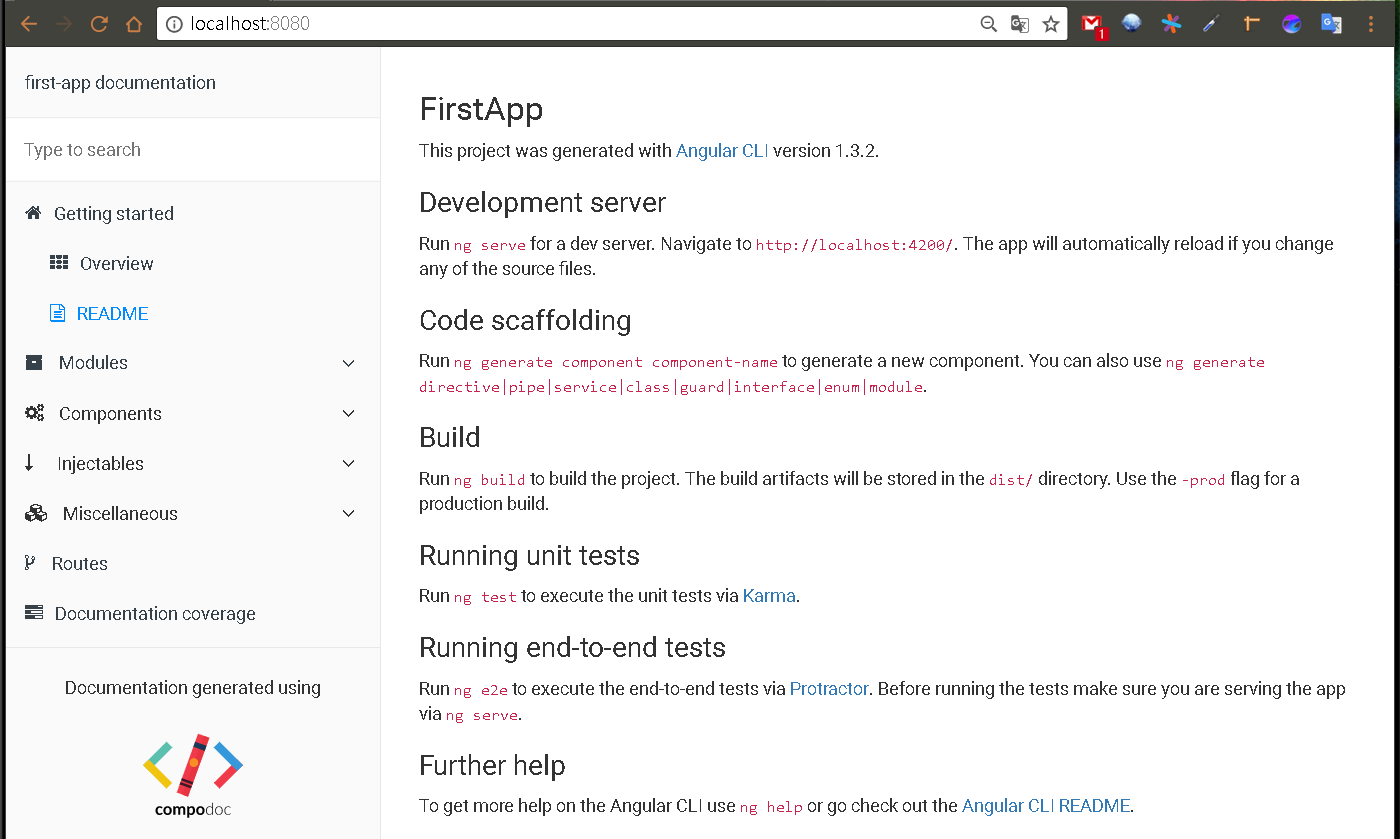 localhost:8080
1
first-app documentation
Type to search
Getting started
Overview
README
Modules
Components
Injectables
Miscellaneous
Routes
Documentation coverage
Documentation generated using
compodoc
FirstApp
This project was generated with Angular CLI version 1.3.2.
Development server
Run ng serve for a dev server. Navigate to http://localhost:4200/. The app will automatically reload if you change
any of the source files.
Code scaffolding
Run ng generate component component-name to generate a new component. You can also use ng generate
directive|pipe|service|class|guard|interface|enum|module.
Build
Run ng build to build the project. The build artifacts will be stored in the dist/ directory. Use the -prod flag for a
production build.
Running unit tests
Run ng test to execute the unit tests via Karma.
Running end-to-end tests
Run ng e2e to execute the end-to-end tests via Protractor. Before running the tests make sure you are serving the app
via ng serve.
Further help
To get more help on the Angular CLI use ng help or go check out the Angular CLI README.